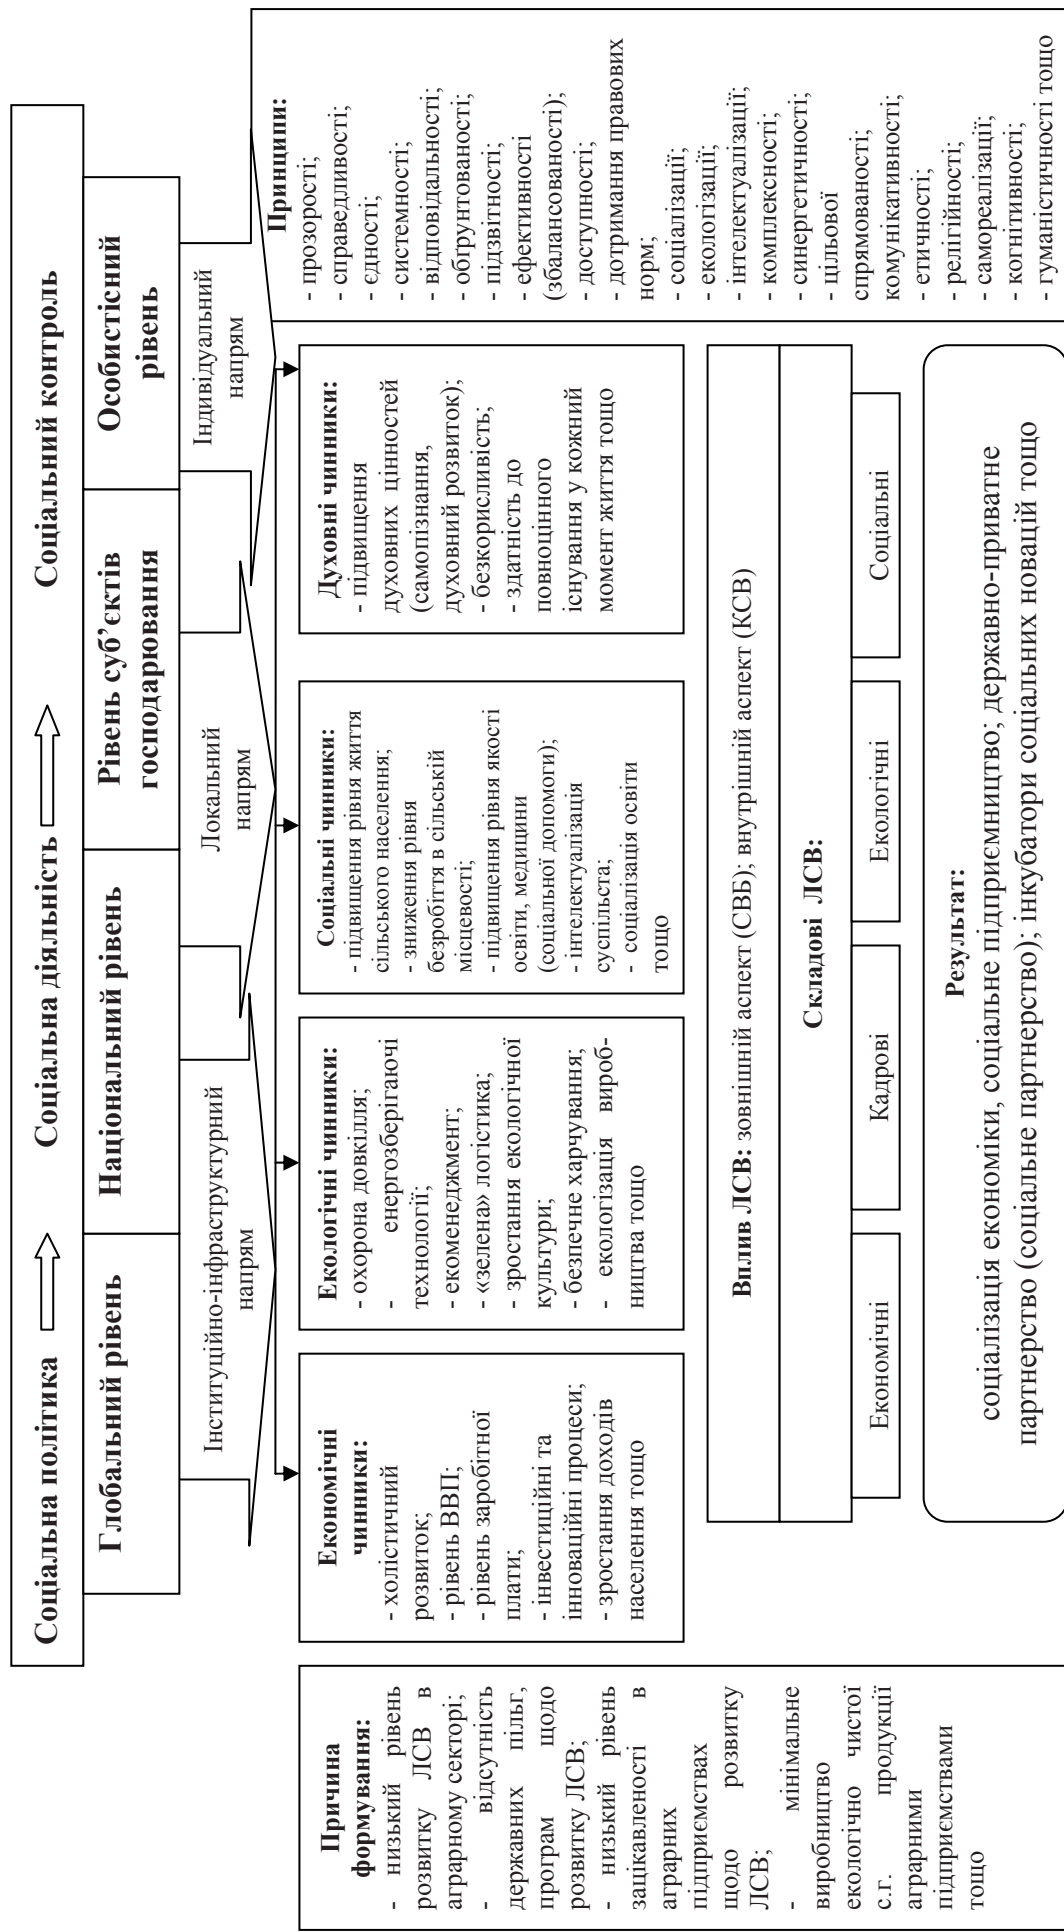 Соціальна політика ⇒ Соціальна діяльність ⇒ Соціальний контроль
Глобальний рівень
Національний рівень
Рівень суб’єктів
господарювання
Особистісний
рівень
Інституційно-інфраструктурний
напрям
Локальний
напрям
Індивідуальний
напрям
Причина
формування:
- низький рівень
розвитку ЛСВ в
аграрному секторі;
- відсутність
державних пільг,
програм щодо
розвитку ЛСВ;
- низький рівень
зацікавленості в
аграрних
підприємствах
щодо розвитку
ЛСВ;
- мінімальне
виробництво
екологічно чистої
с.г. продукції
аграрними
підприємствами
тощо
Економічні
чинники:
- холістичний
розвиток;
- рівень ВВП;
- рівень заробітної
плати;
- інвестиційні та
інноваційні процеси;
- зростання доходів
населення тощо
Екологічні чинники:
- охорона довкілля;
- енергозберігаючі
технології;
- екоменеджмент;
- «зелена» логістика;
- зростання екологічної
культури;
- безпечне харчування;
- екологізація вироб-
ництва тощо
Соціальні чинники:
- підвищення рівня життя
сільського населення;
- зниження рівня
безробіття в сільській
місцевості;
- підвищення рівня якості
освіти, медицини
(соціальної допомоги);
- інтелектуалізація
суспільста;
- соціалізація освіти
тощо
Духовні чинники:
- підвищення
духовних цінностей
(самопізнання,
духовний розвиток);
- безкорисливість;
- здатність до
повноцінного
існування у кожний
момент життя тощо
Принципи:
- прозорості;
- справедливості;
- єдності;
- системності;
- відповідальності;
- обгрунтованості;
- підзвітності;
- ефективності
(збалансованості);
- доступності;
- дотримання правових
норм;
- соціалізації;
- екологізації;
- інтелектуалізації;
- комплексності;
- синергетичності;
- цільової
спрямованості;
комунікативності;
- етичності;
- релігійності;
- самореалізації;
- когнітивності;
- гуманістичності тощо
Вплив ЛСВ: зовнішній аспект (СВБ); внутрішній аспект (КСВ)
Складові ЛСВ:
Економічні
Кадрові
Екологічні
Соціальні
Результат:
соціалізація економіки, соціальне підприємництво; державно-приватне
партнерство (соціальне партнерство); інкубатори соціальних новацій тощо